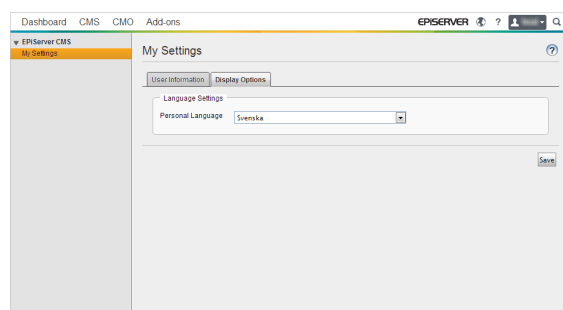 Dashboard CMS CMO Add-ons EPiSERVER ?
EPiServer CMS
My Settings
My Settings ?
User Information Display Options
Language Settings
Personal Language Svenska
Save